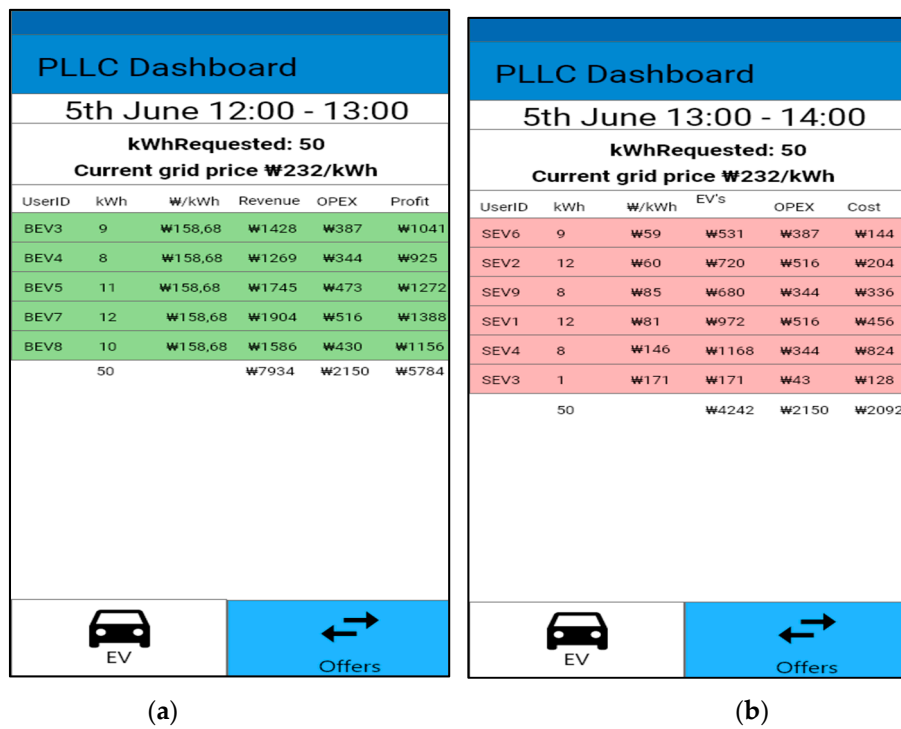 PLLC Dashboard
5th June 12:00 - 13:00
kWhRequested: 50
Current grid price ₩232/kWh
UserID kWh ₩/kWh Revenue OPEX Profit
BEV3 9 ₩158,68 ₩1428 ₩387 ₩1041
BEV4 8 ₩158,68 ₩1269 ₩344 ₩925
BEV5 11 ₩158,68 ₩1745 ₩473 ₩1272
BEV7 12 ₩158,68 ₩1904 ₩516 ₩1388
BEV8 10 ₩158,68 ₩1586 ₩430 ₩1156
50 ₩7934 ₩2150 ₩5784
EV
Offers
(a)
PLLC Dashboard
5th June 13:00 - 14:00
kWhRequested: 50
Current grid price ₩232/kWh
UserID kWh ₩/kWh EV's OPEX Cost
SEV6 9 ₩59 ₩531 ₩387 ₩144
SEV2 12 ₩60 ₩720 ₩516 ₩204
SEV9 8 ₩85 ₩680 ₩344 ₩336
SEV1 12 ₩81 ₩972 ₩516 ₩456
SEV4 8 ₩146 ₩1168 ₩344 ₩824
SEV3 1 ₩171 ₩171 ₩43 ₩128
50 ₩4242 ₩2150 ₩2092
EV
Offers
(b)